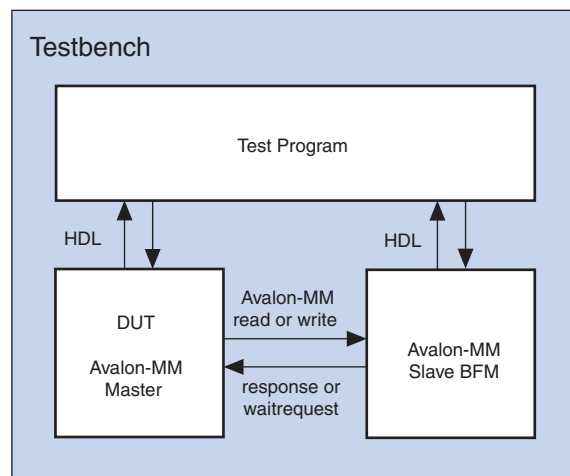 Testbench
Test Program
HDL
HDL
DUT
Avalon-MM
Master
Avalon-MM
read or write
response or
waitrequest
Avalon-MM
Slave BFM